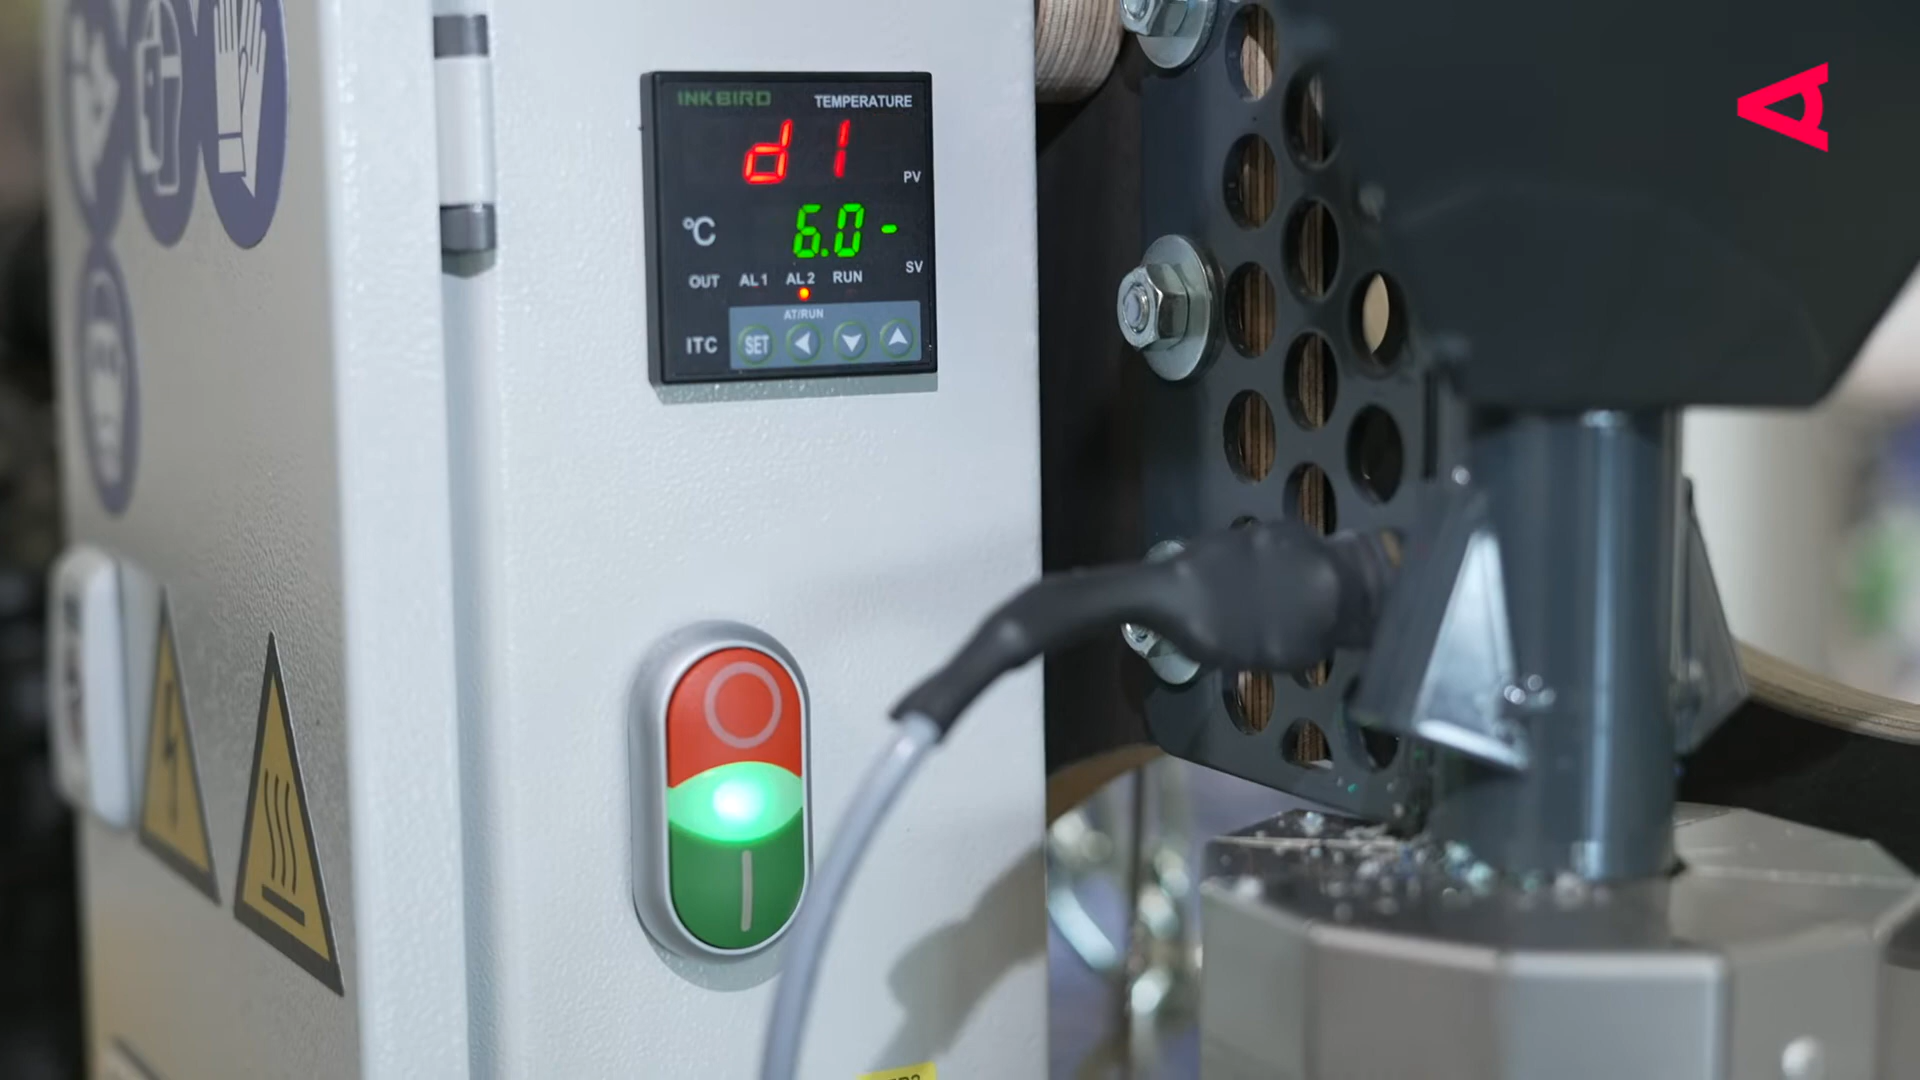 INKBIRD TEMPERATURE
d1
PV
°C 6.0-
SV
OUT AL1 AL2 RUN
AT/RUN
ITC SET